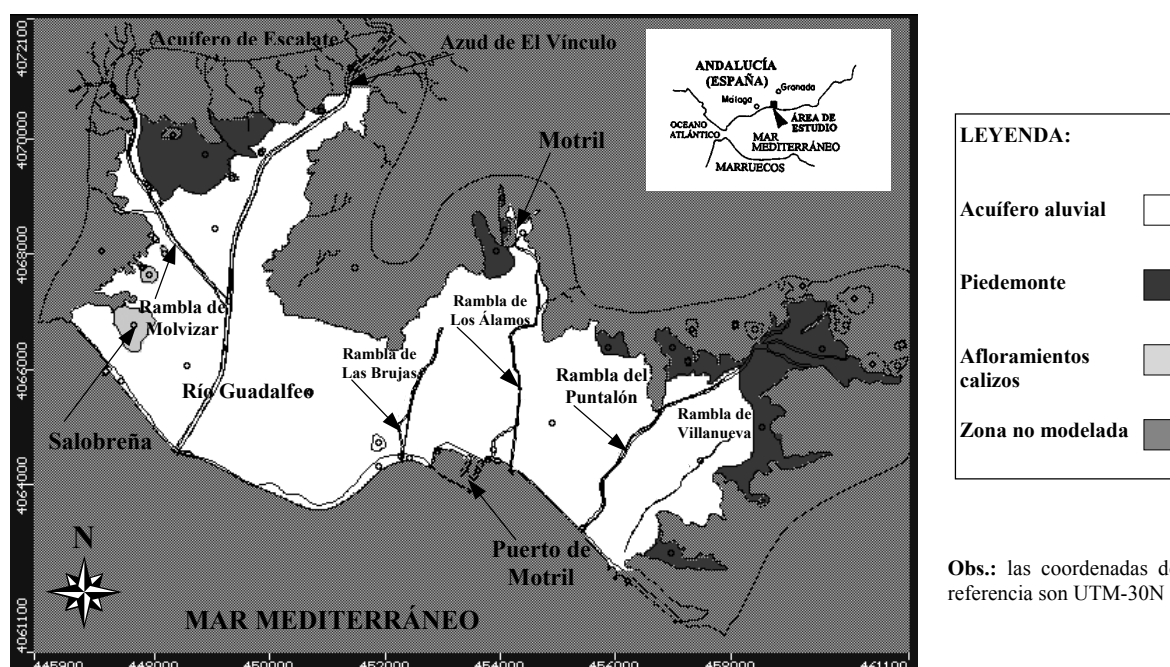 Acuífero de Escalate
Azud de El Vínculo
Motril
Rambla de
Molvizar
Rambla de
Los Álamos
Rambla de
Las Brujas
Rambla del
Puntalón
Rambla de
Villanueva
Río Guadalfeo
Salobreña
Puerto de
Motril
MAR MEDITERRÁNEO
N
ANDALUCÍA
(ESPAÑA)
Granada
Málaga
ÁREA DE
ESTUDIO
OCEANO
ATLÁNTICO
MAR
MEDITERRÁNEO
MARRUECOS
4072100
4070000
4068000
4066000
4064000
4061100
445900
448000
450000
452000
454000
456000
458000
461100
LEYENDA:
Acuífero aluvial
Piedemonte
Afloramientos
calizos
Zona no modelada
Obs.: las coordenadas de
referencia son UTM-30N